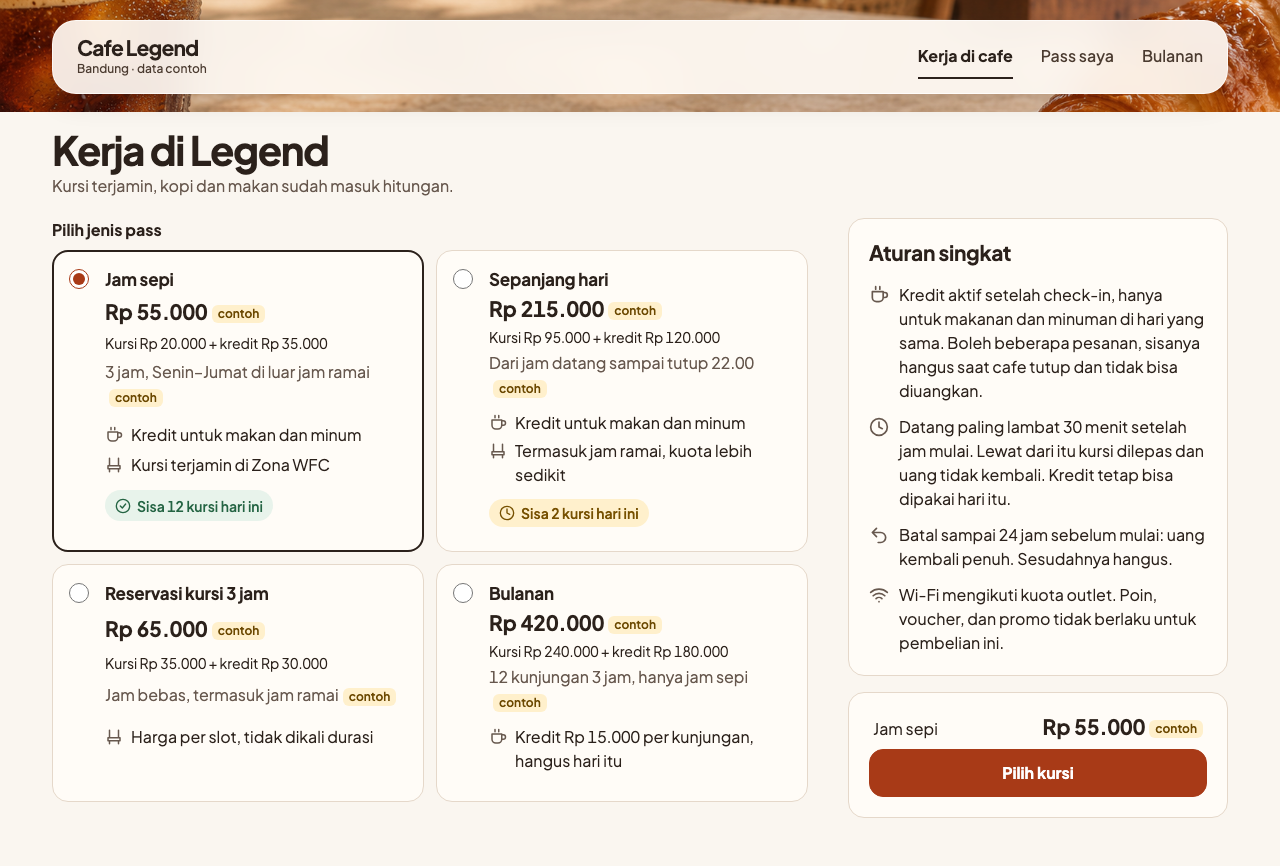 Cafe Legend
Bandung · data contoh
Kerja di cafe
Pass saya
Bulanan
Kerja di Legend
Kursi terjamin, kopi dan makan sudah masuk hitungan.
Pilih jenis pass
Jam sepi
Rp 55.000 contoh
Kursi Rp 20.000 + kredit Rp 35.000
3 jam, Senin–Jumat di luar jam ramai
contoh
Kredit untuk makan dan minum
Kursi terjamin di Zona WFC
Sisa 12 kursi hari ini
Sepanjang hari
Rp 215.000 contoh
Kursi Rp 95.000 + kredit Rp 120.000
Dari jam datang sampai tutup 22.00
contoh
Kredit untuk makan dan minum
Termasuk jam ramai, kuota lebih
sedikit
Sisa 2 kursi hari ini
Reservasi kursi 3 jam
Rp 65.000 contoh
Kursi Rp 35.000 + kredit Rp 30.000
Jam bebas, termasuk jam ramai contoh
Harga per slot, tidak dikali durasi
Bulanan
Rp 420.000 contoh
Kursi Rp 240.000 + kredit Rp 180.000
12 kunjungan 3 jam, hanya jam sepi
contoh
Kredit Rp 15.000 per kunjungan,
hangus hari itu
Aturan singkat
Kredit aktif setelah check-in, hanya
untuk makanan dan minuman di hari yang
sama. Boleh beberapa pesanan, sisanya
hangus saat cafe tutup dan tidak bisa
diuangkan.
Datang paling lambat 30 menit setelah
jam mulai. Lewat dari itu kursi dilepas dan
uang tidak kembali. Kredit tetap bisa
dipakai hari itu.
Batal sampai 24 jam sebelum mulai: uang
kembali penuh. Sesudahnya hangus.
Wi-Fi mengikuti kuota outlet. Poin,
voucher, dan promo tidak berlaku untuk
pembelian ini.
Jam sepi
Rp 55.000 contoh
Pilih kursi